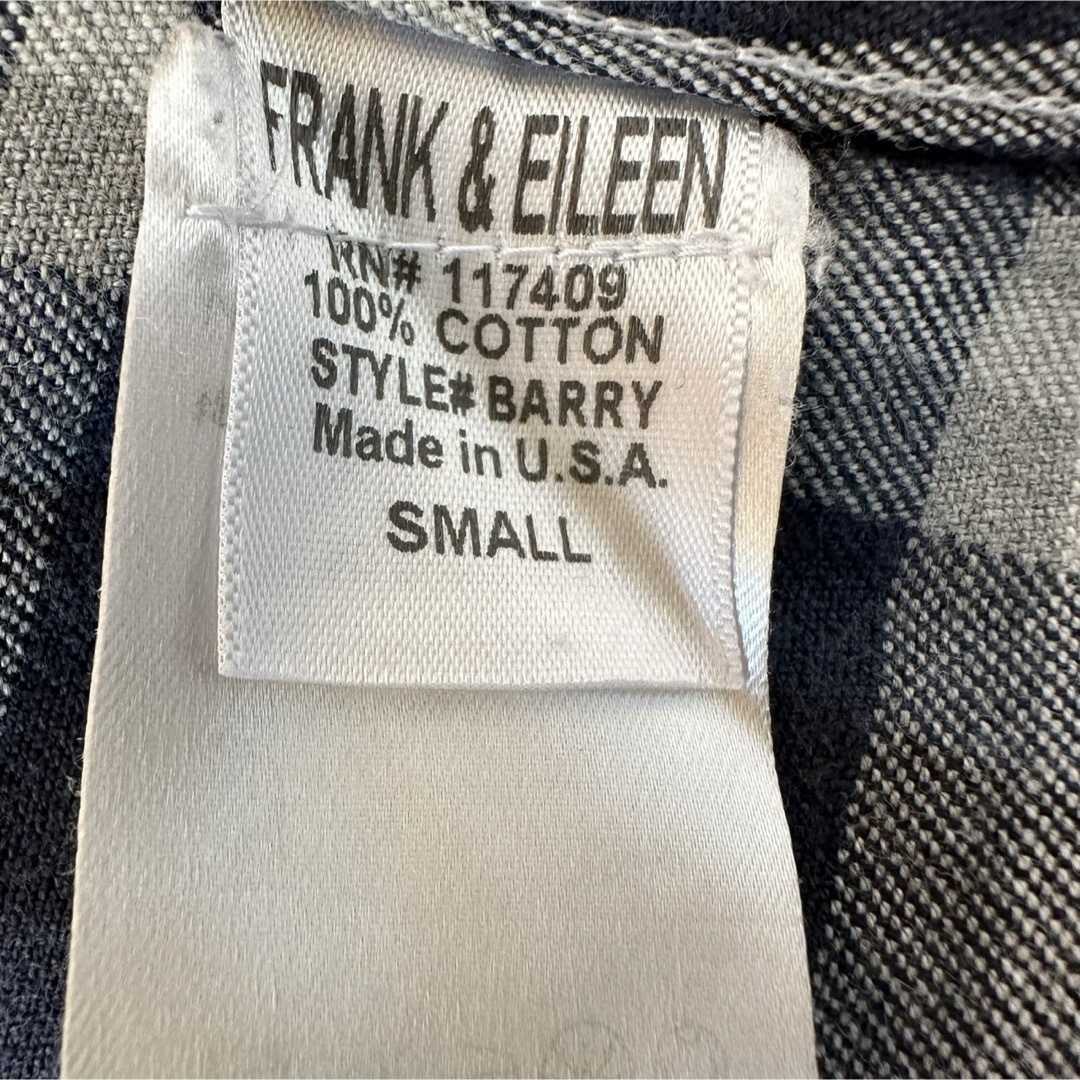 FRANK & EILEEN
RN# 117409
100% COTTON
STYLE# BARRY
Made in U.S.A.
SMALL